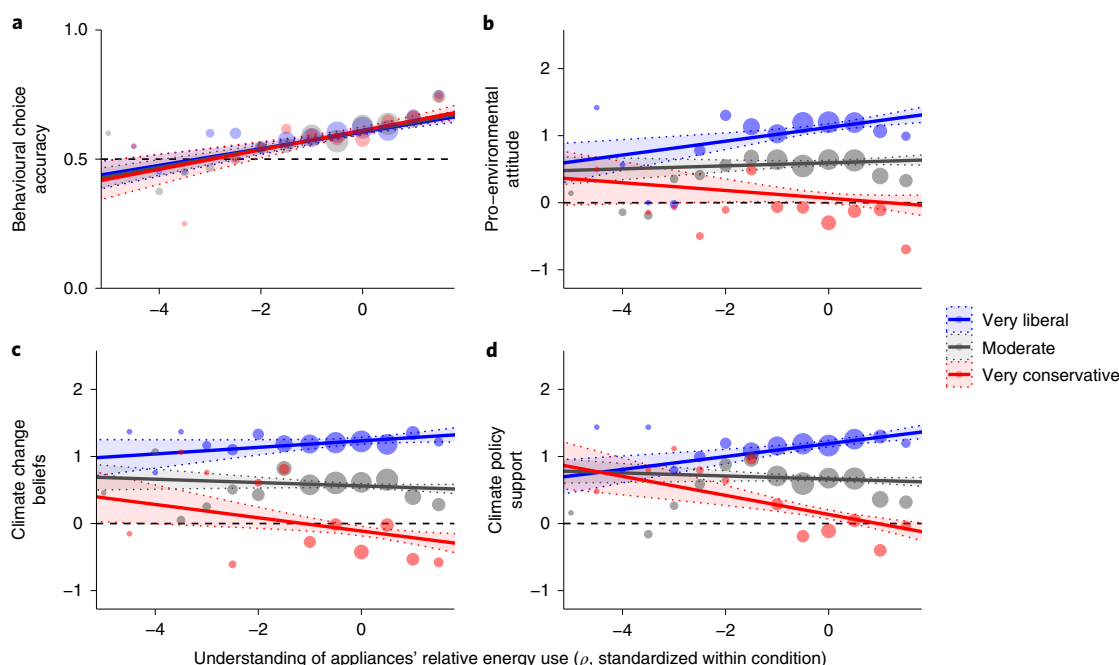 a
1.0
0.5
0.0
Behavioural choice
accuracy
−4
−2
0
b
2
1
0
−1
Pro-environmental
attitude
−4
−2
0
c
2
1
0
−1
Climate change
beliefs
−4
−2
0
d
2
1
0
−1
Climate policy
support
−4
−2
0
Very liberal
Moderate
Very conservative
Understanding of appliances' relative energy use (ρ, standardized within condition)